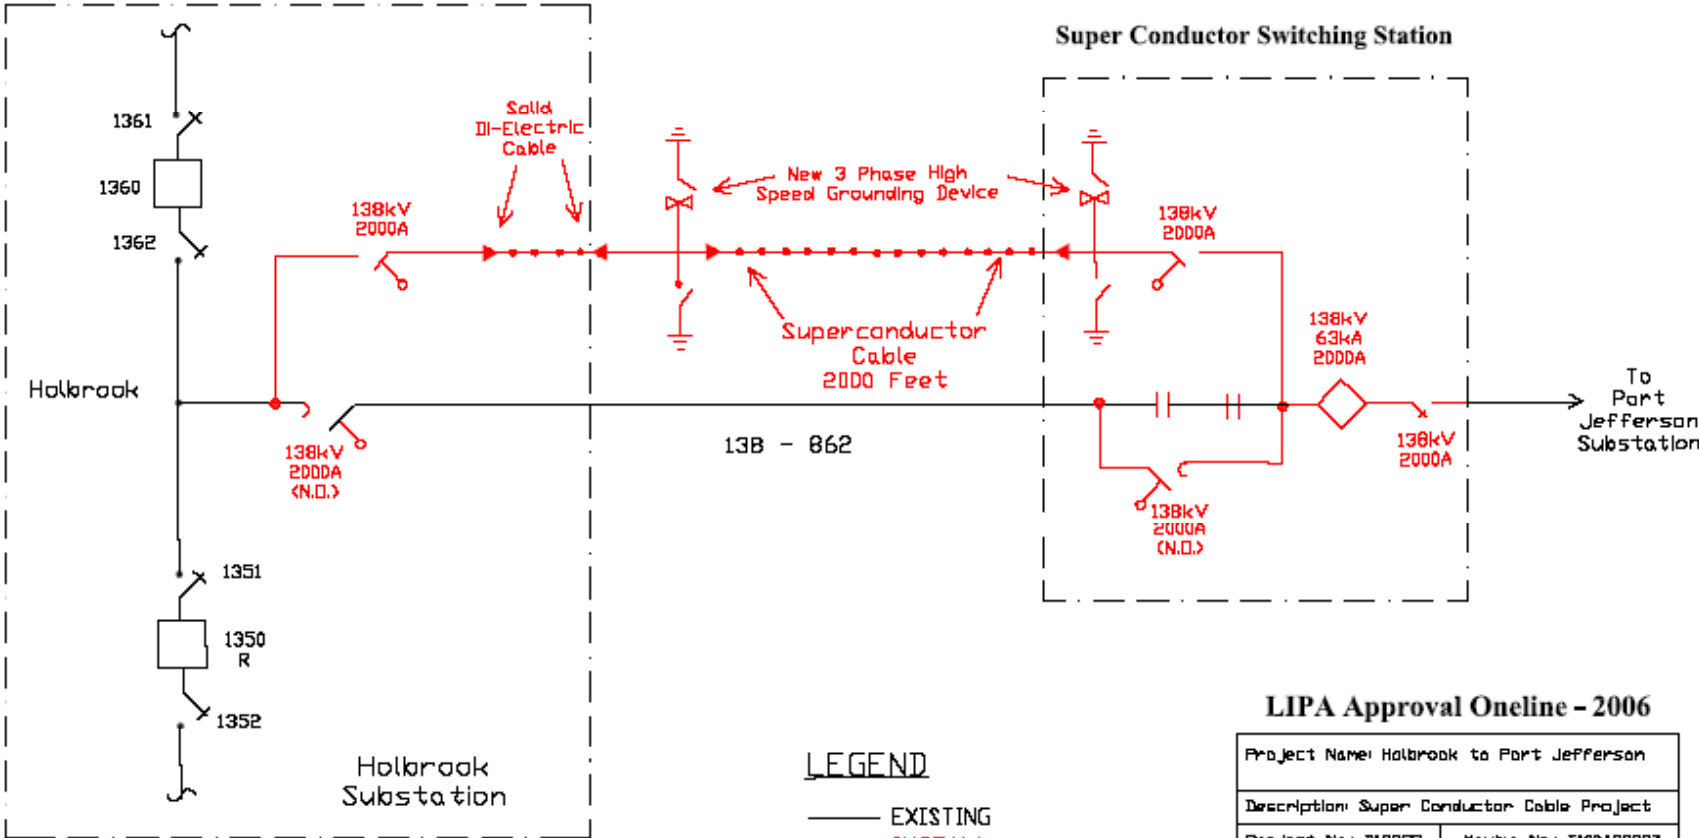 Super Conductor Switching Station
1361
1360
1362
Solid
DI-Electric
Cable
138kV
2000A
New 3 Phase High
Speed Grounding Device
138kV
2000A
Superconductor
Cable
2000 Feet
138kV
63kA
2000A
Holbrook
138kV
2000A
(N.O.)
13B - 862
138kV
2000A
(N.O.)
138kV
2000A
To
Port
Jefferson
Substation
1351
1350
R
1352
Holbrook
Substation
LEGEND
EXISTING
LIPA Approval Oneline - 2006
Project Name: Holbrook to Port Jefferson
Description: Super Conductor Cable Project